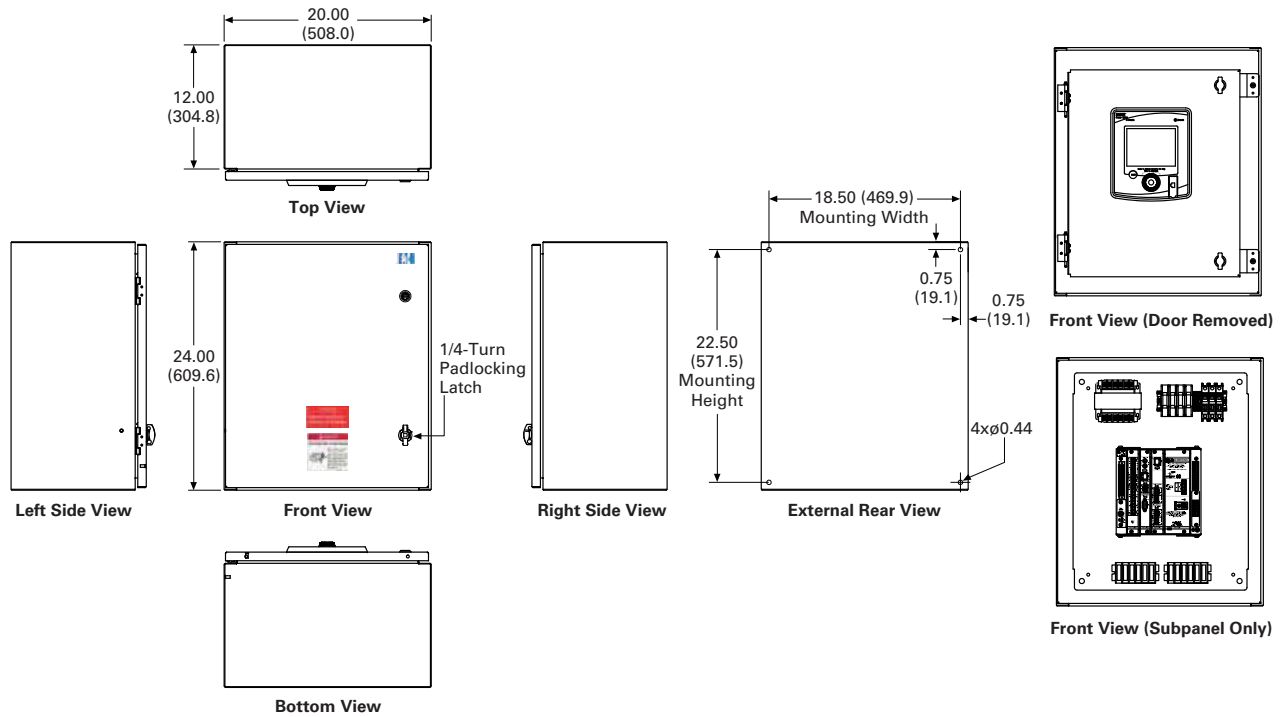 20.00
(508.0)
12.00
(304.8)
Top View
24.00
(609.6)
1/4-Turn
Padlocking
Latch
Left Side View
Front View
Right Side View
18.50 (469.9)
Mounting Width
0.75
(19.1)
0.75
(19.1)
22.50
(571.5)
Mounting
Height
4xø0.44
External Rear View
Front View (Door Removed)
Front View (Subpanel Only)
Bottom View